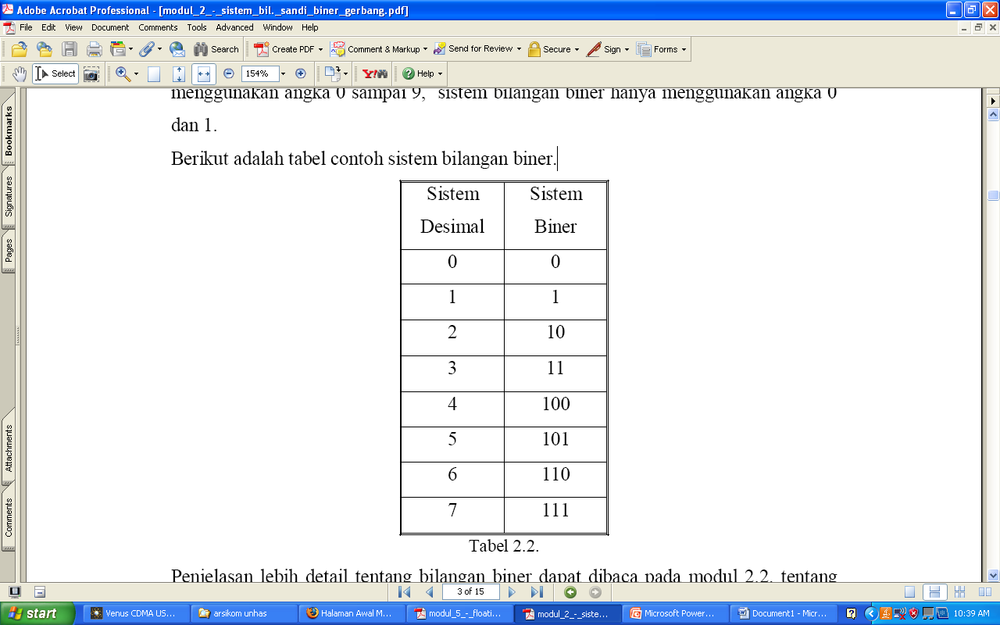 Adobe Acrobat Professional - [modul_2_-_sistem_bil._sandi_biner_gerbang.pdf]
File Edit View Document Comments Tools Advanced Window Help
Search Create PDF Comment & Markup Send for Review Secure Sign Forms
Select 154% Y! Help
Bookmarks
Signatures
Pages
Attachments
Comments
menggunakan angka 0 sampai 9, sistem bilangan biner hanya menggunakan angka 0
dan 1.
Berikut adalah tabel contoh sistem bilangan biner.
Sistem Desimal Sistem Biner
0 0
1 1
2 10
3 11
4 100
5 101
6 110
7 111
Tabel 2.2.
Penjelasan lebih detail tentang bilangan biner dapat dibaca pada modul 2.2. tentang
3 of 15
start Venus CDMA US... arsikom unhas Halaman Awal M... modul_5_-_floati... modul_2_-_siste... Microsoft Power... Document1 - Micr... 10:39 AM